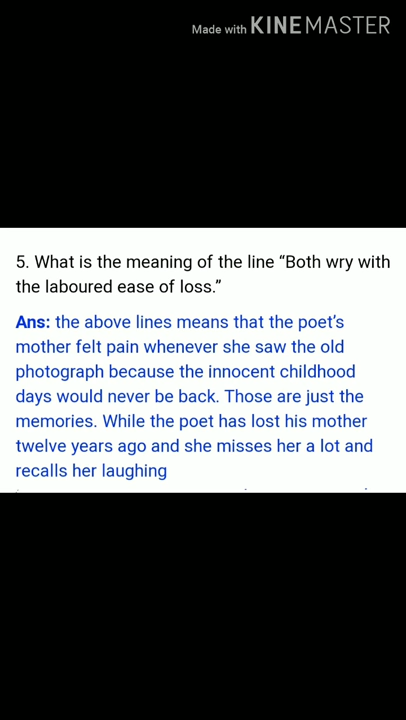 Made with KINEMASTER
5. What is the meaning of the line “Both wry with
the laboured ease of loss.”
Ans: the above lines means that the poet’s
mother felt pain whenever she saw the old
photograph because the innocent childhood
days would never be back. Those are just the
memories. While the poet has lost his mother
twelve years ago and she misses her a lot and
recalls her laughing